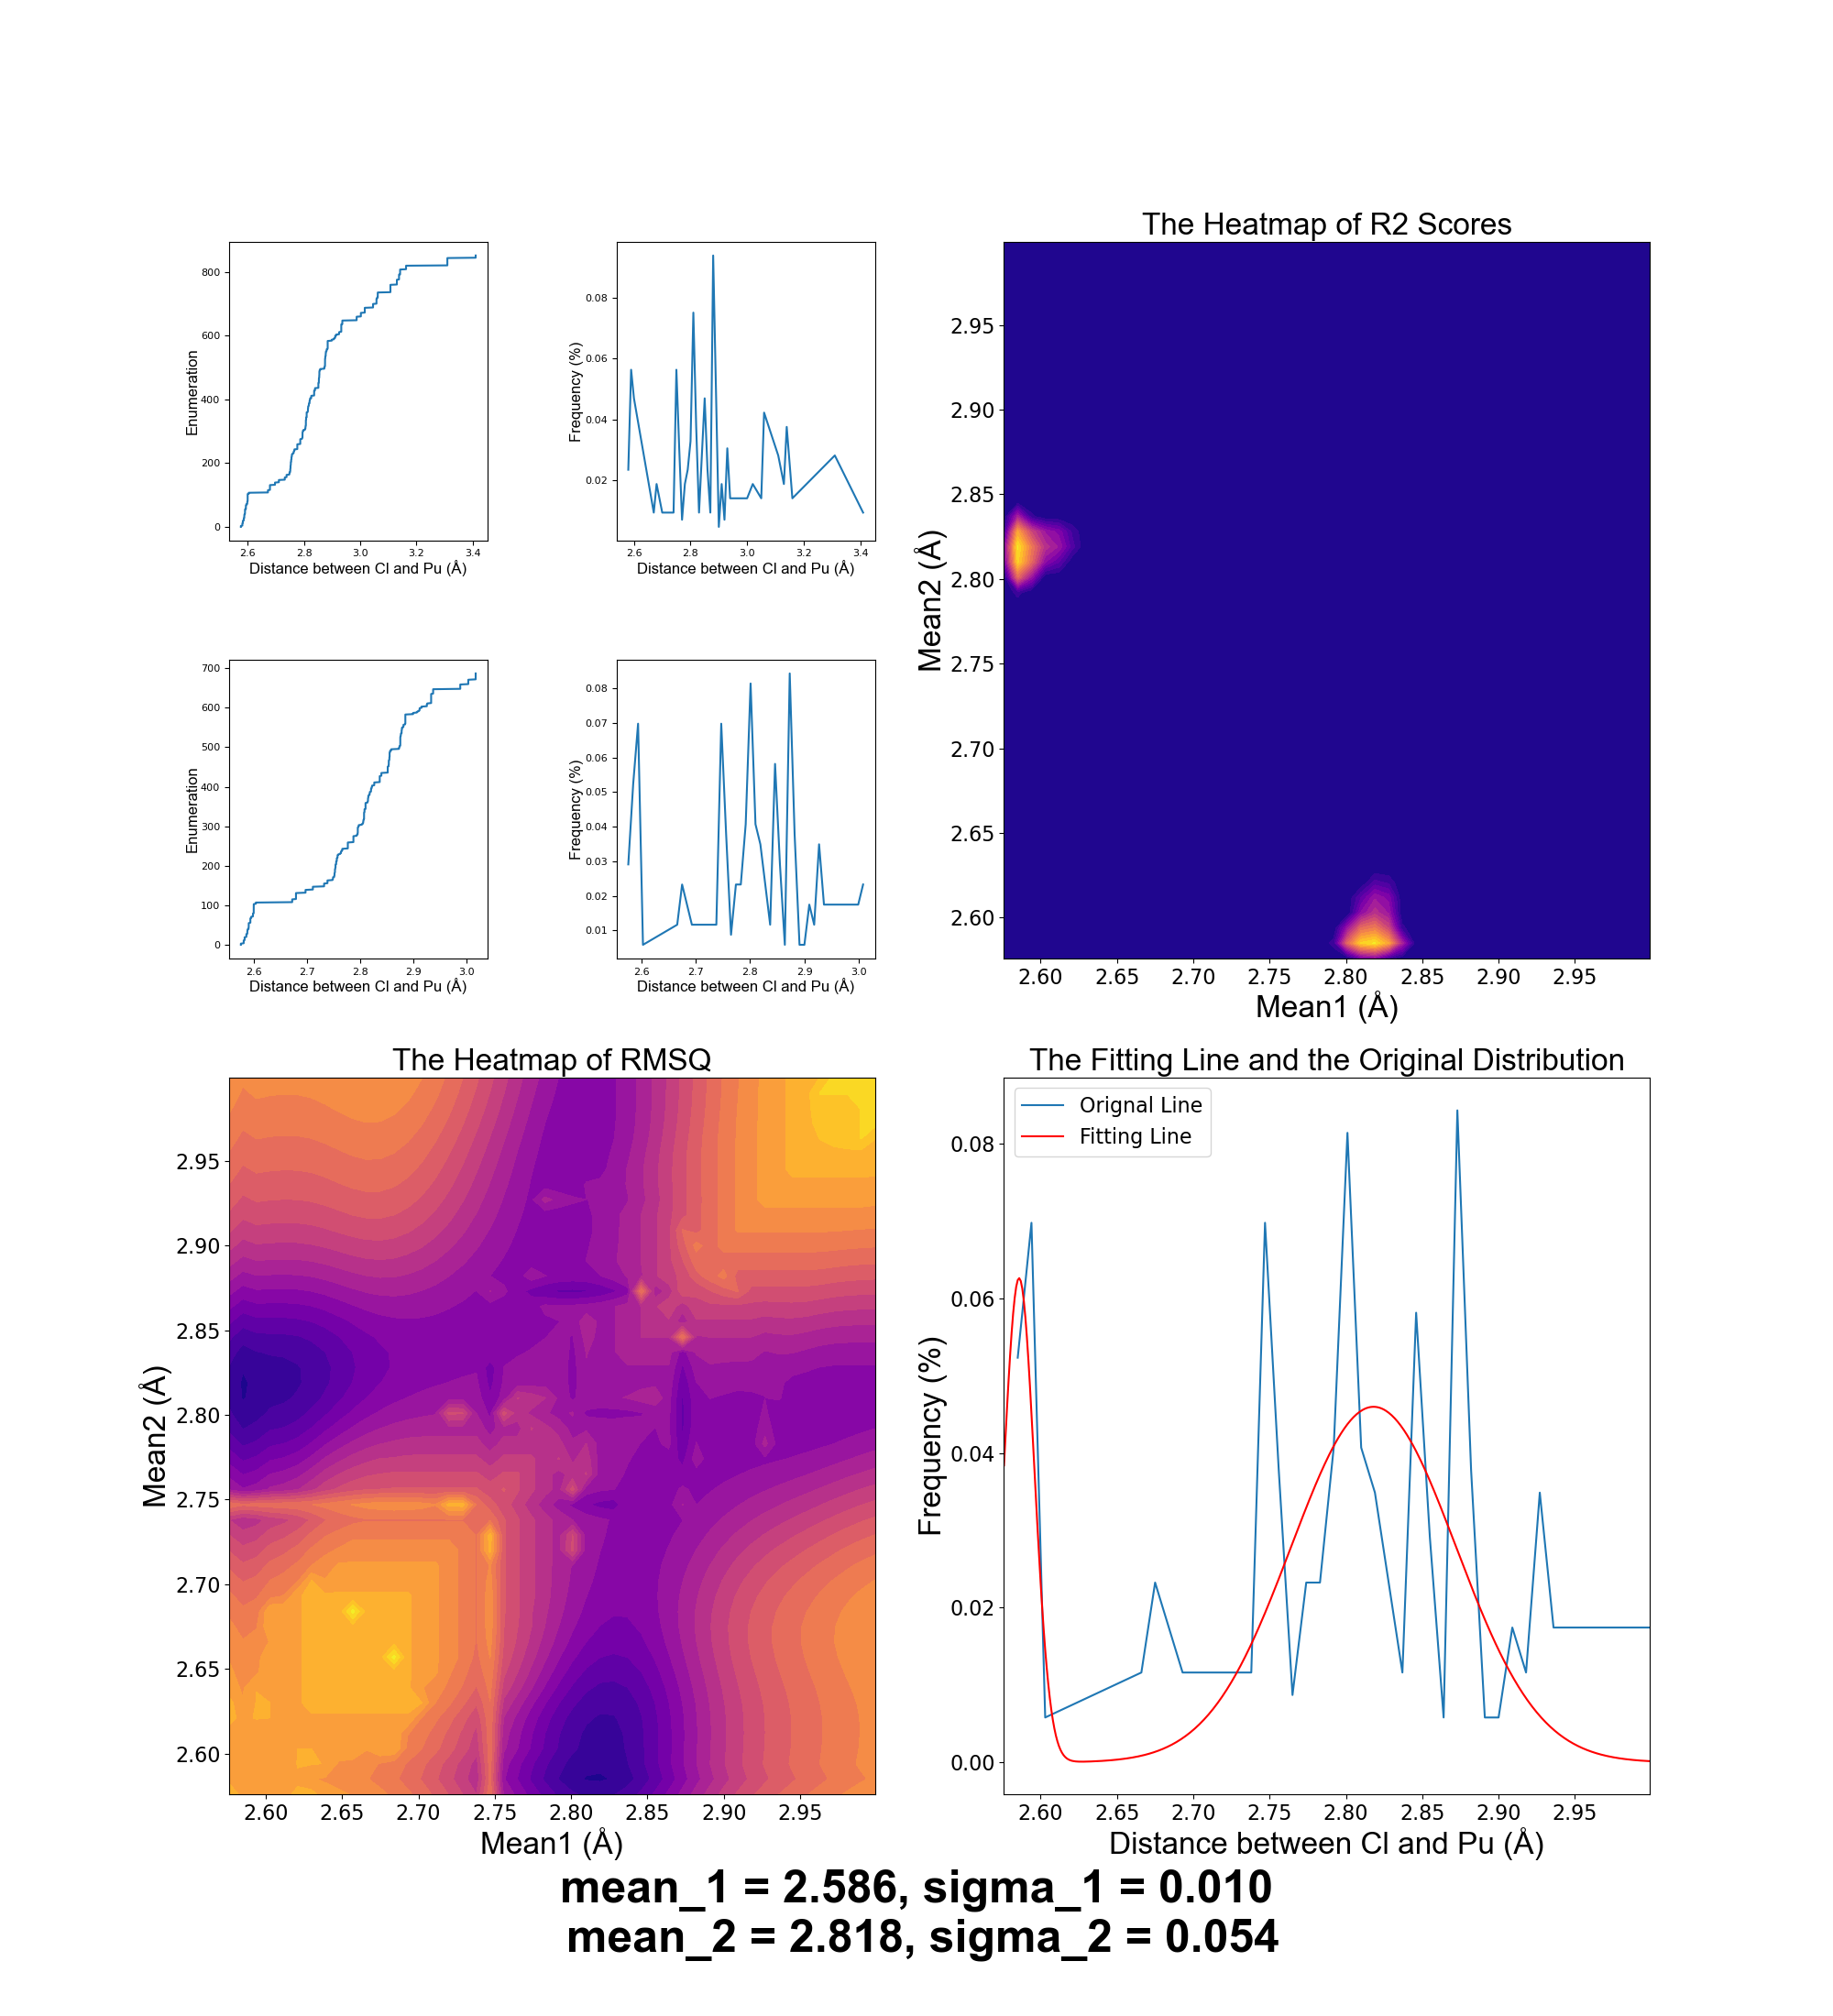 The Heatmap of R2 Scores
800
600
400
200
0
Enumeration
2.6 2.8 3.0 3.2 3.4
Distance between Cl and Pu (Å)
0.08
0.06
0.04
0.02
Frequency (%)
2.6 2.8 3.0 3.2 3.4
Distance between Cl and Pu (Å)
2.95
2.90
2.85
2.80
2.75
2.70
2.65
2.60
Mean2 (Å)
2.60 2.65 2.70 2.75 2.80 2.85 2.90 2.95
Mean1 (Å)
700
600
500
400
300
200
100
0
Enumeration
2.6 2.7 2.8 2.9 3.0
Distance between Cl and Pu (Å)
0.08
0.07
0.06
0.05
0.04
0.03
0.02
0.01
Frequency (%)
2.6 2.7 2.8 2.9 3.0
Distance between Cl and Pu (Å)
The Heatmap of RMSQ
2.95
2.90
2.85
2.80
2.75
2.70
2.65
2.60
Mean2 (Å)
2.60 2.65 2.70 2.75 2.80 2.85 2.90 2.95
Mean1 (Å)
The Fitting Line and the Original Distribution
Orignal Line
Fitting Line
0.08
0.06
0.04
0.02
0.00
Frequency (%)
2.60 2.65 2.70 2.75 2.80 2.85 2.90 2.95
Distance between Cl and Pu (Å)
mean_1 = 2.586, sigma_1 = 0.010
mean_2 = 2.818, sigma_2 = 0.054